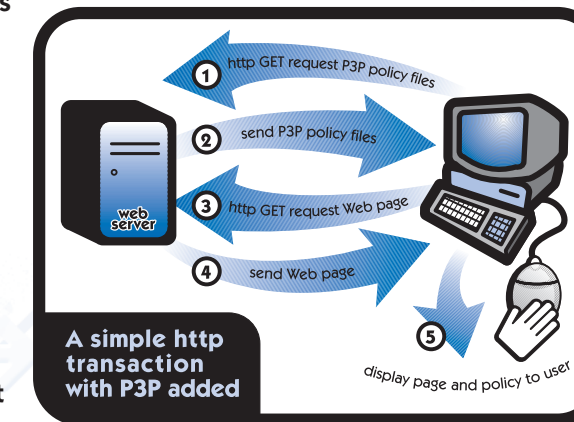 s
1 http GET request P3P policy files
2 send P3P policy files
web
server
3 http GET request Web page
4 send Web page
5
display page and policy to user
A simple http
transaction
with P3P added
t